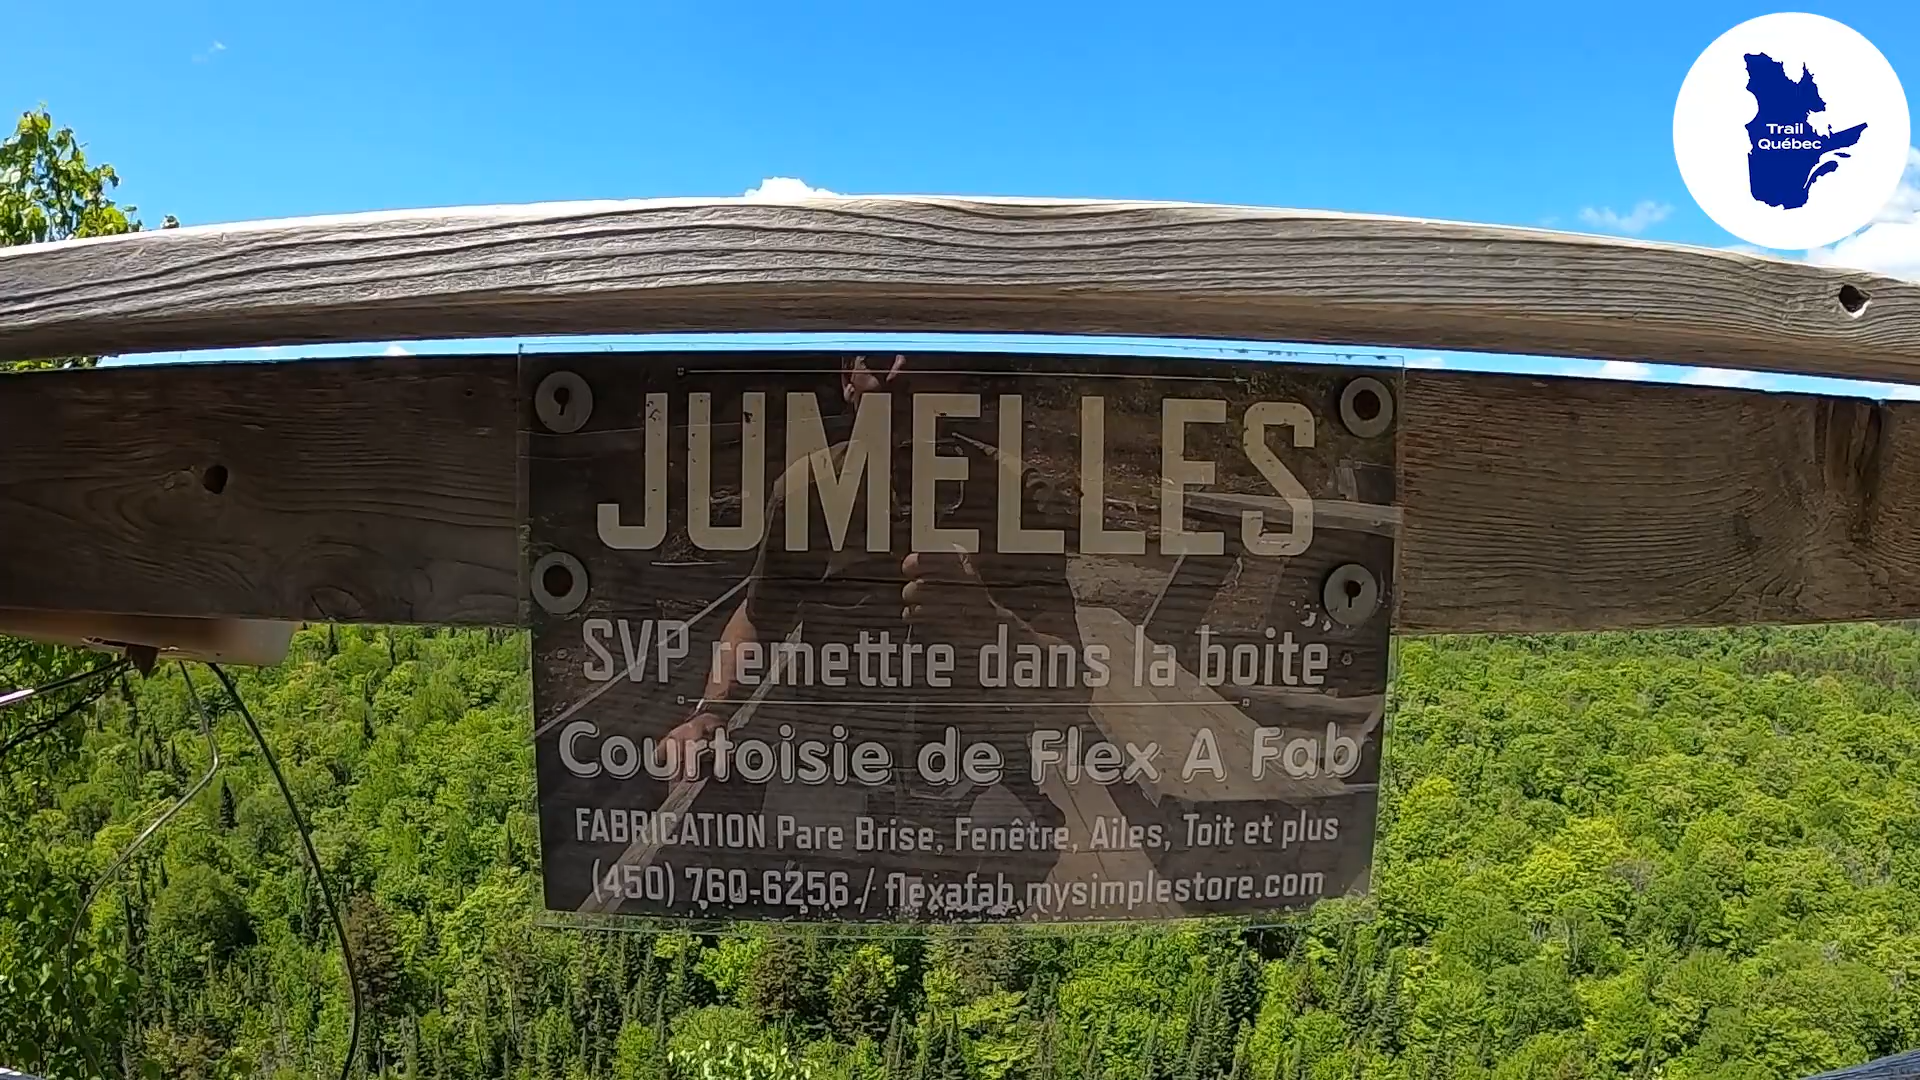 Trail
Québec
JUMELLES
SVP remettre dans la boite
Courtoisie de Flex A Fab
FABRICATION Pare Brise, Fenêtre, Ailes, Toit et plus
(450) 760-6256 / flexafab.mysimplestore.com